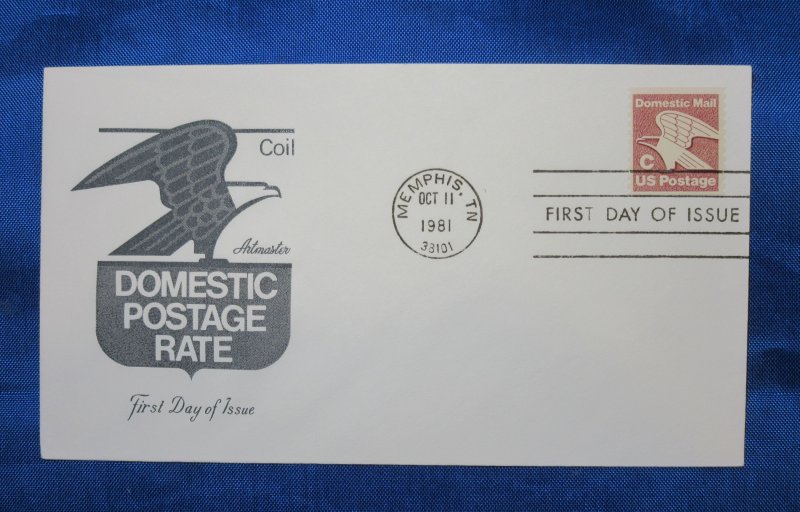 Coil
Artmaster
DOMESTIC
POSTAGE
RATE
First Day of Issue
MEMPHIS, TN
OCT 11
1981
38101
Domestic Mail
C
US Postage
FIRST DAY OF ISSUE